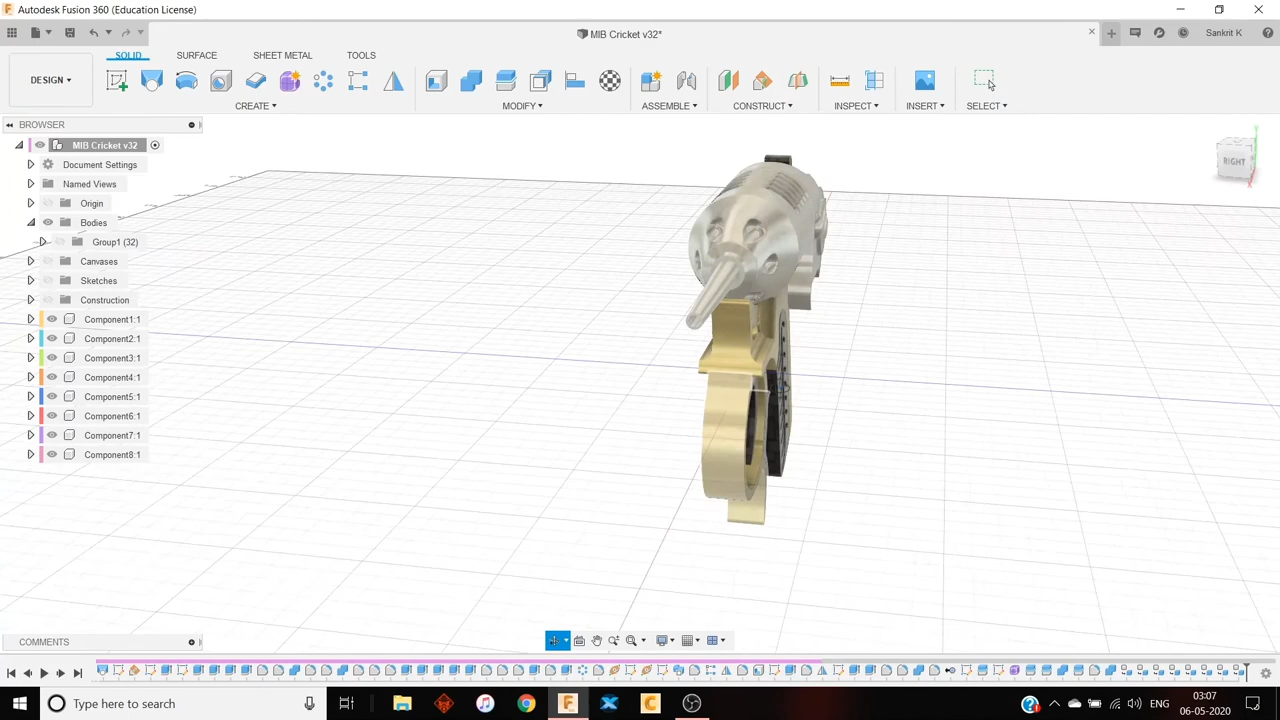 Autodesk Fusion 360 (Education License)
MIB Cricket v32*
Sankrit K
SOLID
SURFACE
SHEET METAL
TOOLS
DESIGN
CREATE
MODIFY
ASSEMBLE
CONSTRUCT
INSPECT
INSERT
SELECT
BROWSER
MIB Cricket v32
Document Settings
Named Views
Origin
Bodies
Group1 (32)
Canvases
Sketches
Construction
Component1:1
Component2:1
Component3:1
Component4:1
Component5:1
Component6:1
Component7:1
Component8:1
RIGHT
COMMENTS
Type here to search
ENG
03:07
06-05-2020